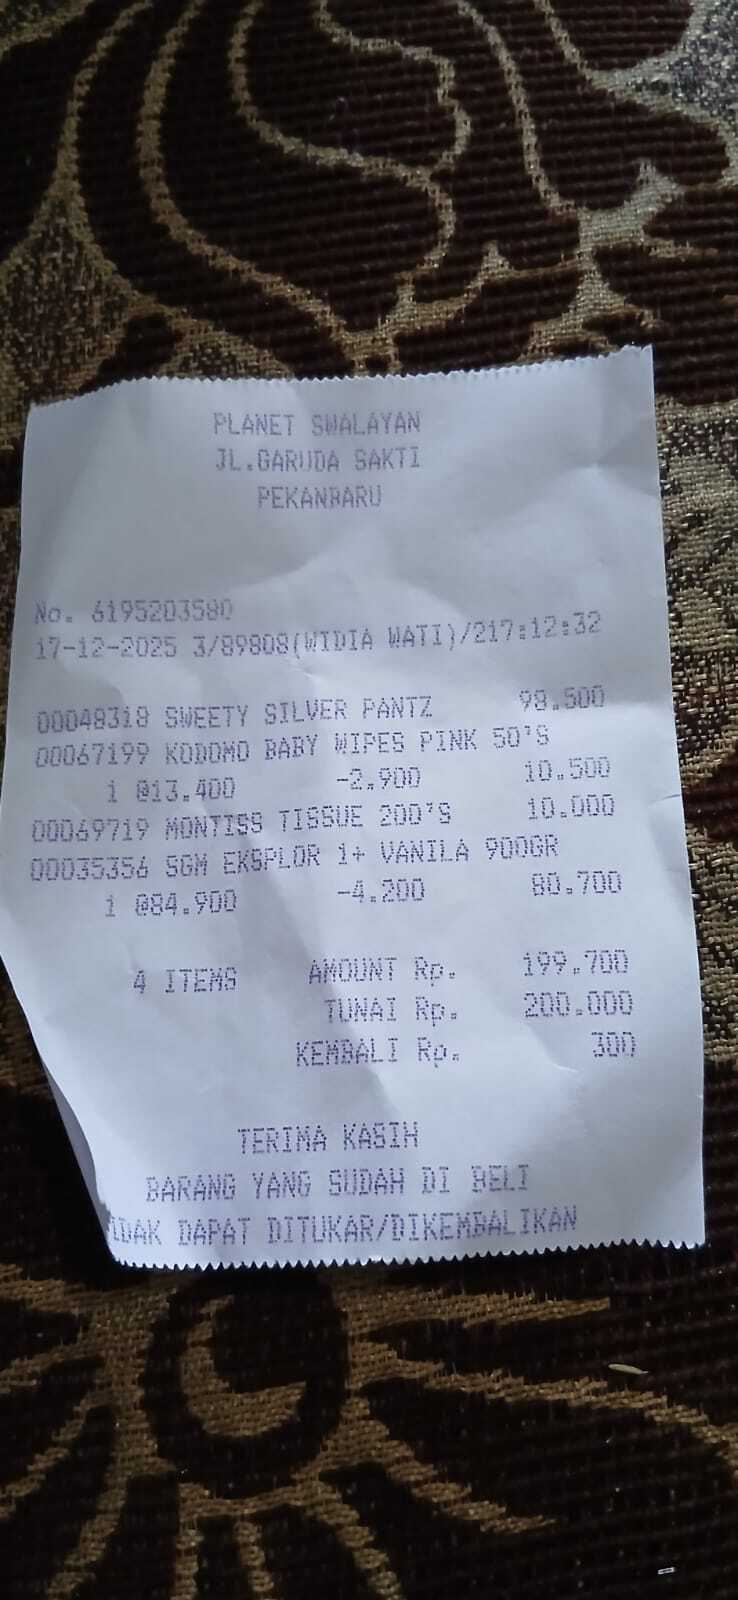 PLANET SWALAYAN
JL.GARUDA SAKTI
PEKANBARU
No. 6195203580
17-12-2025 3/89808(WIDIA WATI)/217:12:32
00048318 SWEETY SILVER PANTZ 98.500
00067199 KODOMO BABY WIPES PINK 50'S
1 @13.400 -2.900 10.500
00069719 MONTISS TISSUE 200'S 10.000
00035356 SGM EKSPLOR 1+ VANILA 900GR
1 @84.900 -4.200 80.700
4 ITEMS AMOUNT Rp. 199.700
TUNAI Rp. 200.000
KEMBALI Rp. 300
TERIMA KASIH
BARANG YANG SUDAH DI BELI
IDAK DAPAT DITUKAR/DIKEMBALIKAN